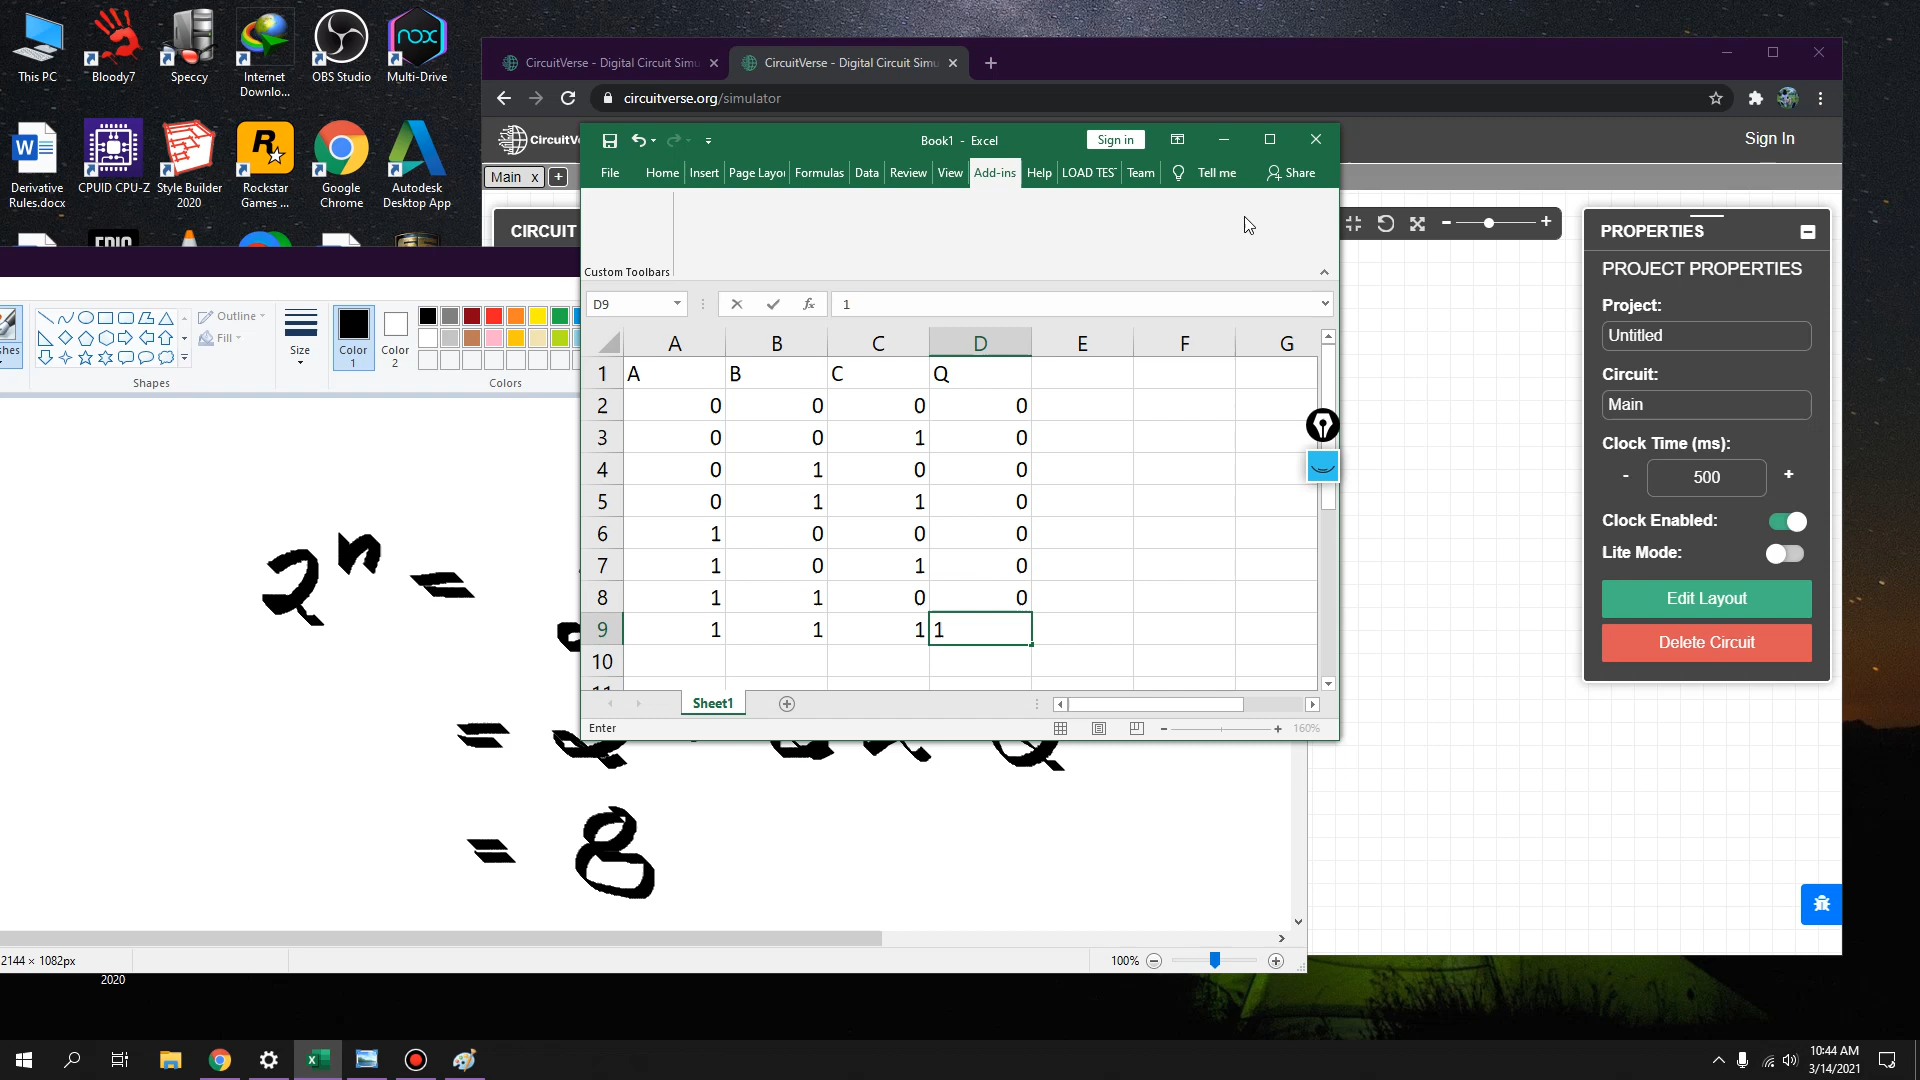 This PC
Bloody7
Speccy
Internet
Downlo...
OBS Studio
Multi-Drive
Derivative
Rules.docx
CPUID CPU-Z
Style Builder
2020
Rockstar
Games ...
Google
Chrome
Autodesk
Desktop App
EPIC
CircuitVerse - Digital Circuit Simu
CircuitVerse - Digital Circuit Simu
circuitverse.org/simulator
CircuitVe
Sign In
Main x
CIRCUIT
Book1 - Excel
Sign in
File
Home
Insert
Page Layou
Formulas
Data
Review
View
Add-ins
Help
LOAD TEST
Team
Tell me
Share
Custom Toolbars
D9
fx
1
A B C D E F G
1 A B C Q
2 0 0 0 0
3 0 0 1 0
4 0 1 0 0
5 0 1 1 0
6 1 0 0 0
7 1 0 1 0
8 1 1 0 0
9 1 1 1 1
10
11
Sheet1
Enter
160%
Outline
Fill
Shapes
Size
Color
1
Color
2
Colors
shes
2ⁿ =
=
= 8
2144 × 1082px
100%
2020
PROPERTIES
PROJECT PROPERTIES
Project:
Untitled
Circuit:
Main
Clock Time (ms):
- 500 +
Clock Enabled:
Lite Mode:
Edit Layout
Delete Circuit
10:44 AM
3/14/2021